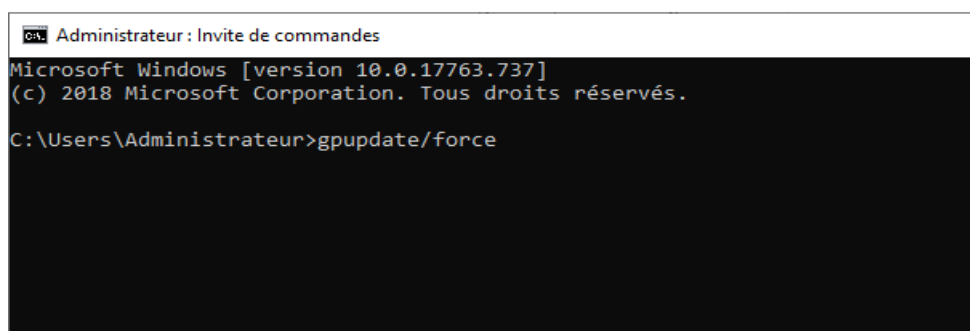 Administrateur : Invite de commandes
Microsoft Windows [version 10.0.17763.737]
(c) 2018 Microsoft Corporation. Tous droits réservés.
C:\Users\Administrateur>gpupdate/force